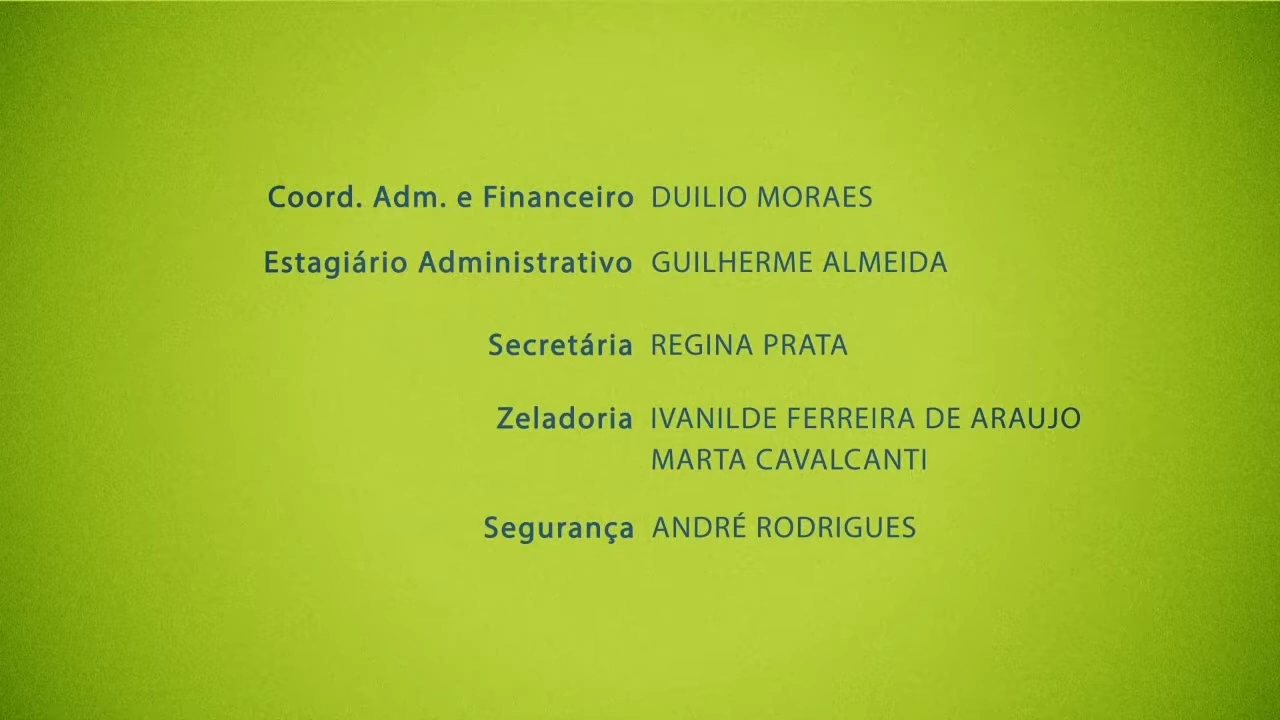 Coord. Adm. e Financeiro DUILIO MORAES
Estagiário Administrativo GUILHERME ALMEIDA
Secretária REGINA PRATA
Zeladoria IVANILDE FERREIRA DE ARAUJO
MARTA CAVALCANTI
Segurança ANDRÉ RODRIGUES